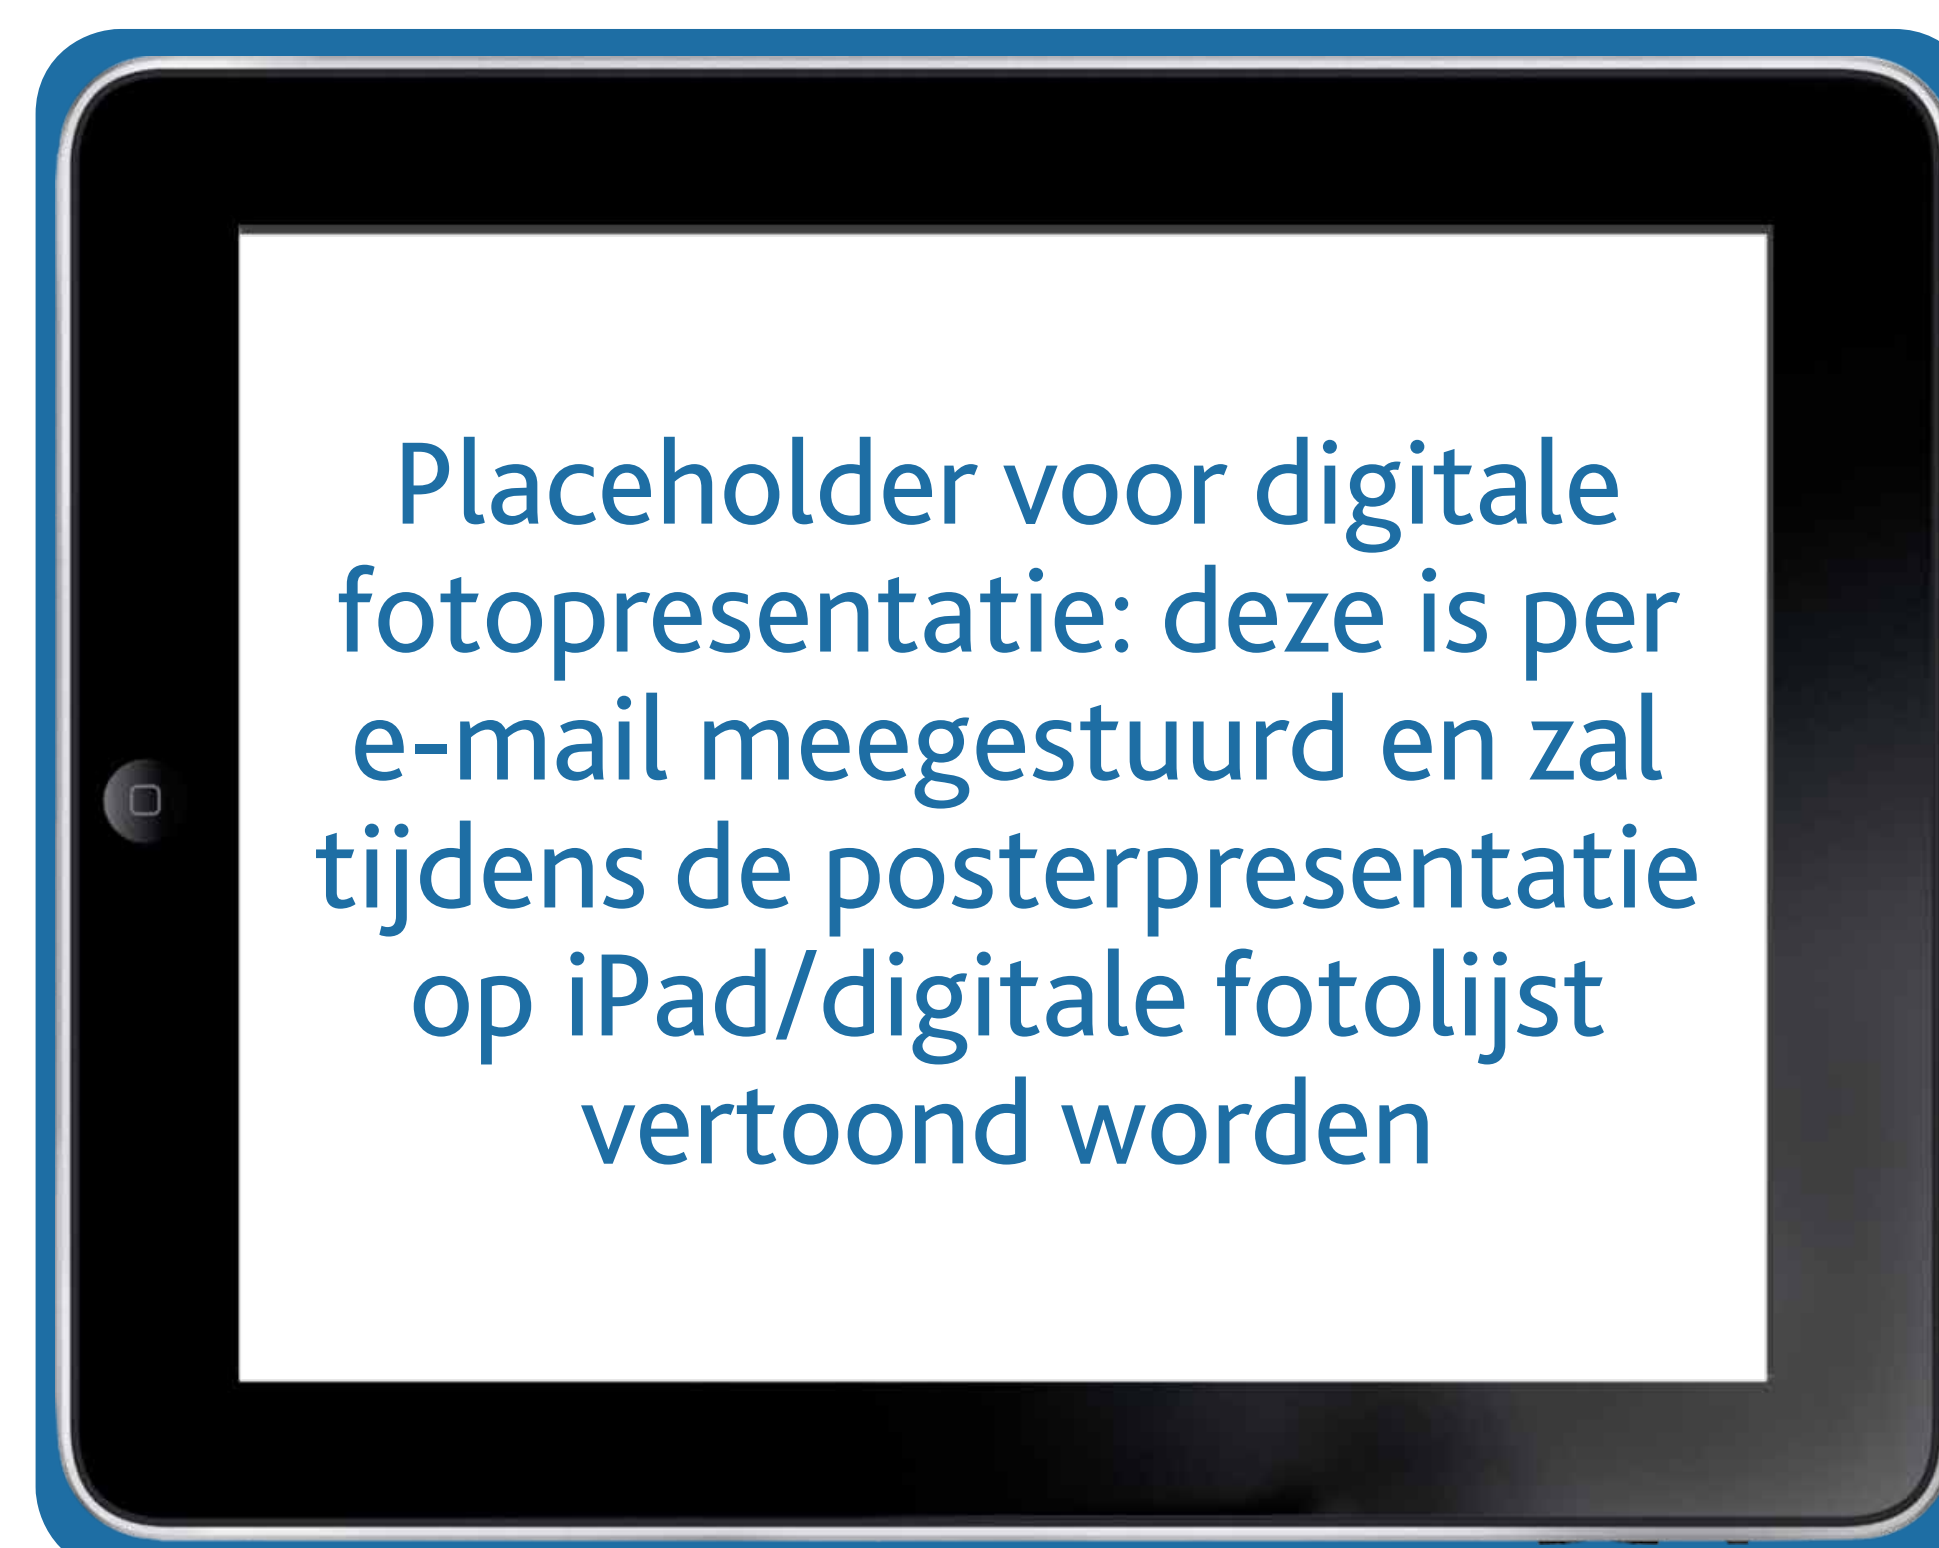 Placeholder voor digitale
fotopresentatie: deze is per
e-mail meegestuurd en zal
tijdens de posterpresentatie
op iPad/digitale fotolijst
vertoond worden